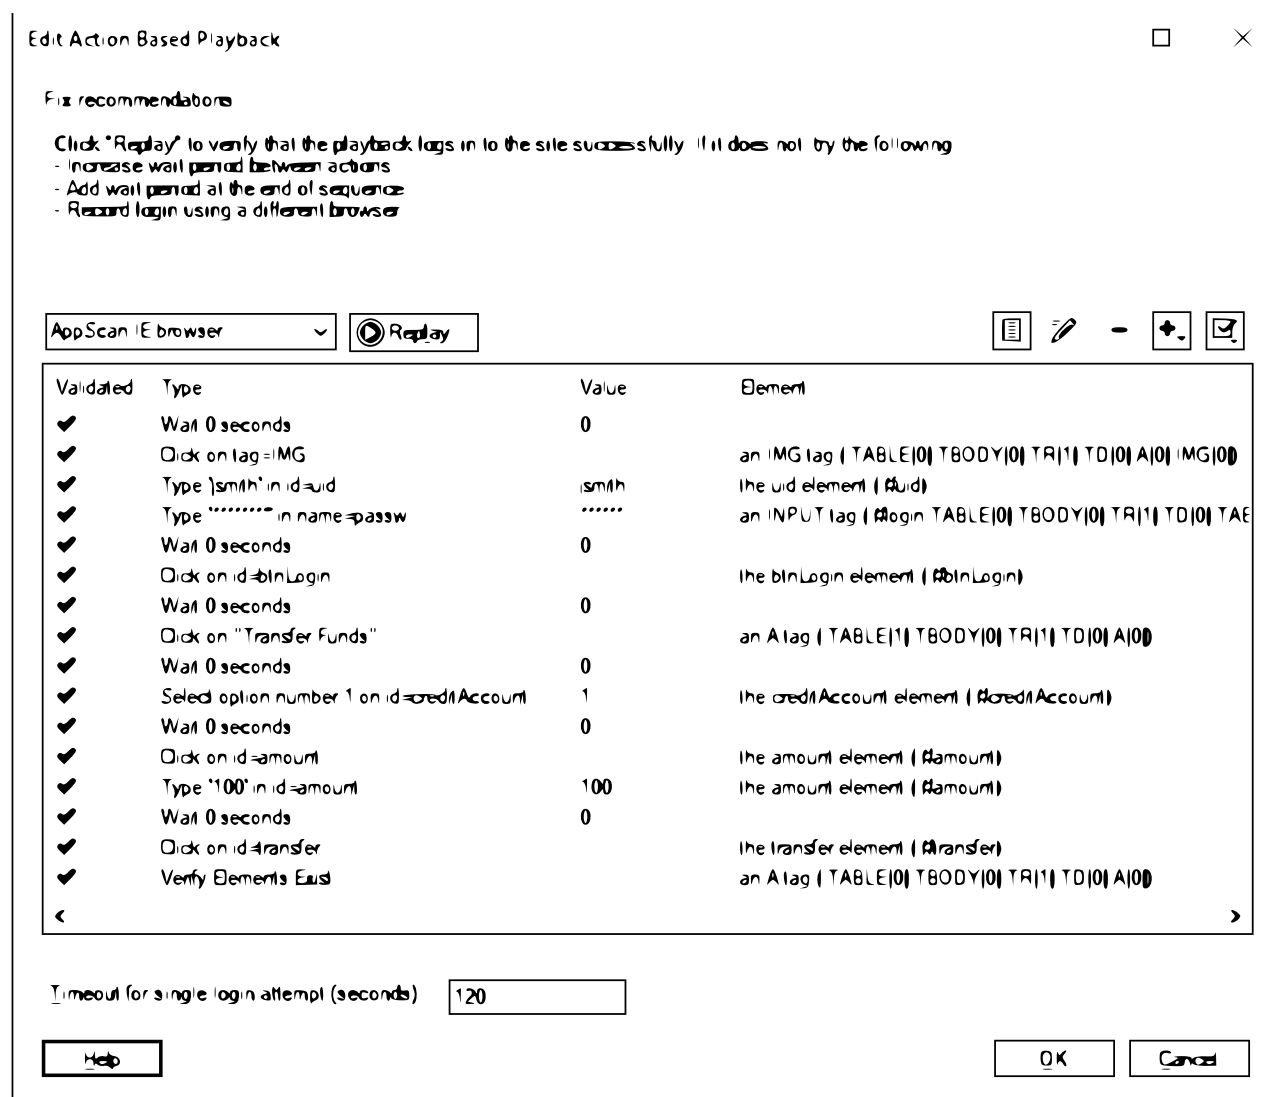 Edit Action Based Playback
Fix recommendations
Click "Replay" to verify that the playback logs in to the site successfully. If it does not, try the following
- Increase wait period between actions
- Add wait period at the end of sequence
- Record login using a different browser
AppScan IE browser
Replay
Validated Type Value Element
Wait 0 seconds 0
Click on tag=IMG an IMG tag ( TABLE[0] TBODY[0] TR[1] TD[0] A[0] IMG[0])
Type 'jsmith' in id=uid jsmith the uid element ( #uid)
Type '********' in name=passw ****** an INPUT tag ( #login TABLE[0] TBODY[0] TR[1] TD[0] TAB
Wait 0 seconds 0
Click on id=btnLogin the btnLogin element ( #btnLogin)
Wait 0 seconds 0
Click on "Transfer Funds" an A tag ( TABLE[1] TBODY[0] TR[1] TD[0] A[0])
Wait 0 seconds 0
Select option number 1 on id=creditAccount 1 the creditAccount element ( #creditAccount)
Wait 0 seconds 0
Click on id=amount the amount element ( #amount)
Type '100' in id=amount 100 the amount element ( #amount)
Wait 0 seconds 0
Click on id=transfer the transfer element ( #transfer)
Verify Elements Exist an A tag ( TABLE[0] TBODY[0] TR[1] TD[0] A[0])
Timeout for single login attempt (seconds) 120
Help OK Cancel